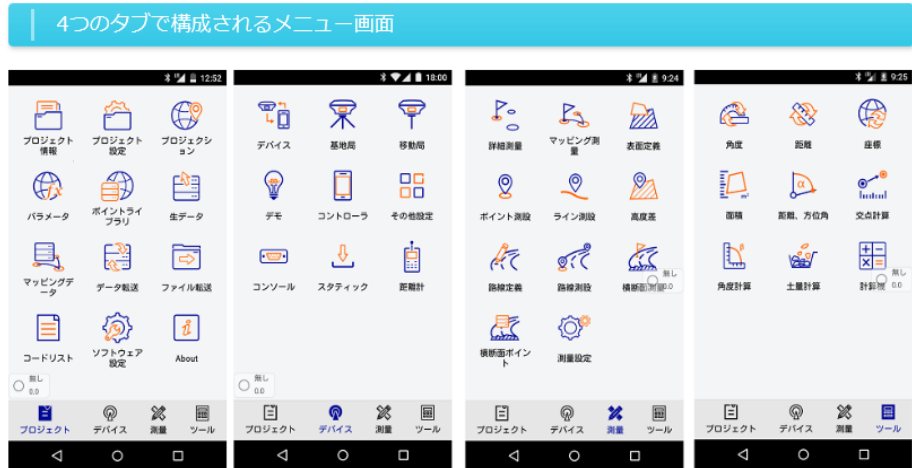 4つのタブで構成されるメニュー画面
12:52
プロジェクト
情報
プロジェクト
設定
プロジェクシ
ョン
パラメータ
ポイントライ
ブラリ
生データ
マッピングデ
ータ
データ転送
ファイル転送
コードリスト
ソフトウェア
設定
About
無し
0.0
プロジェクト
デバイス
測量
ツール
18:00
デバイス
基地局
移動局
デモ
コントローラ
その他設定
コンソール
スタティック
距離計
無し
0.0
プロジェクト
デバイス
測量
ツール
9:24
詳細測量
マッピング測
量
表面定義
ポイント測設
ライン測設
高度差
路線定義
路線測設
横断面測量
無し
0.0
横断面ポイン
ト
測量設定
プロジェクト
デバイス
測量
ツール
9:25
角度
距離
座標
面積
m²
距離、方位角
α
交点計算
角度計算
土量計算
計算機
無し
0.0
プロジェクト
デバイス
測量
ツール